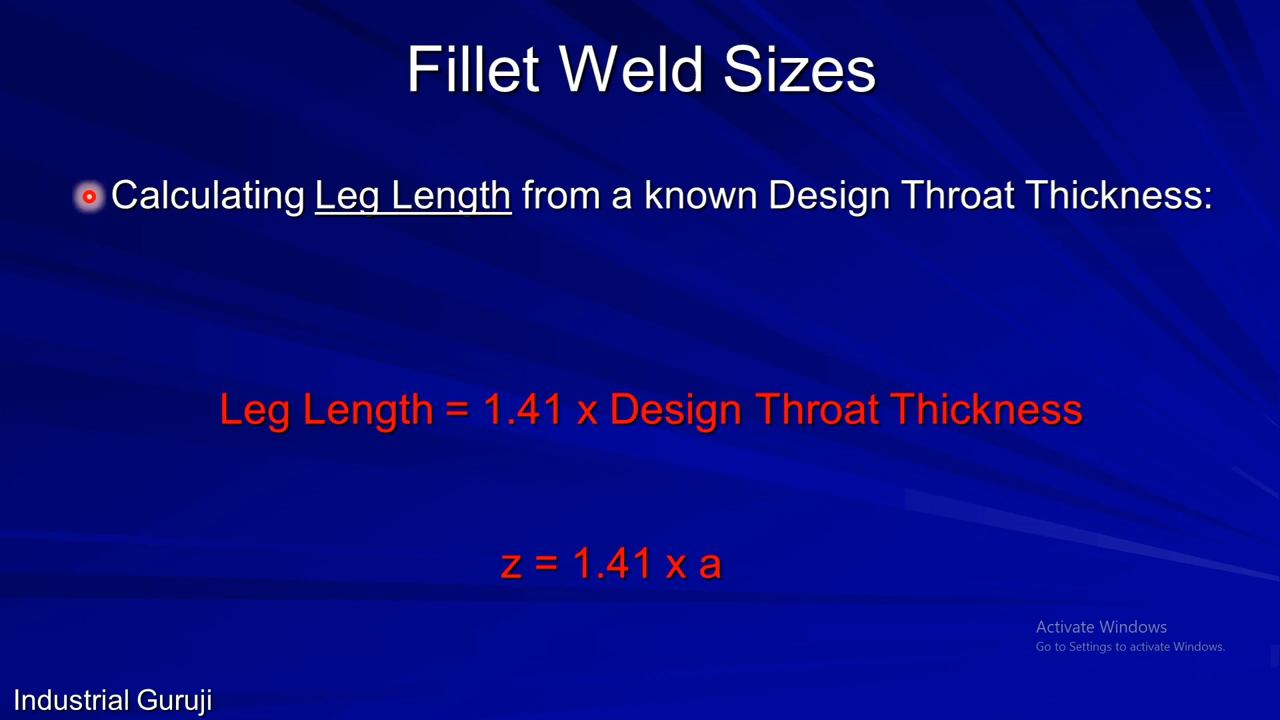 Fillet Weld Sizes
Calculating Leg Length from a known Design Throat Thickness:
Leg Length = 1.41 x Design Throat Thickness
z = 1.41 x a
Activate Windows
Go to Settings to activate Windows.
Industrial Guruji